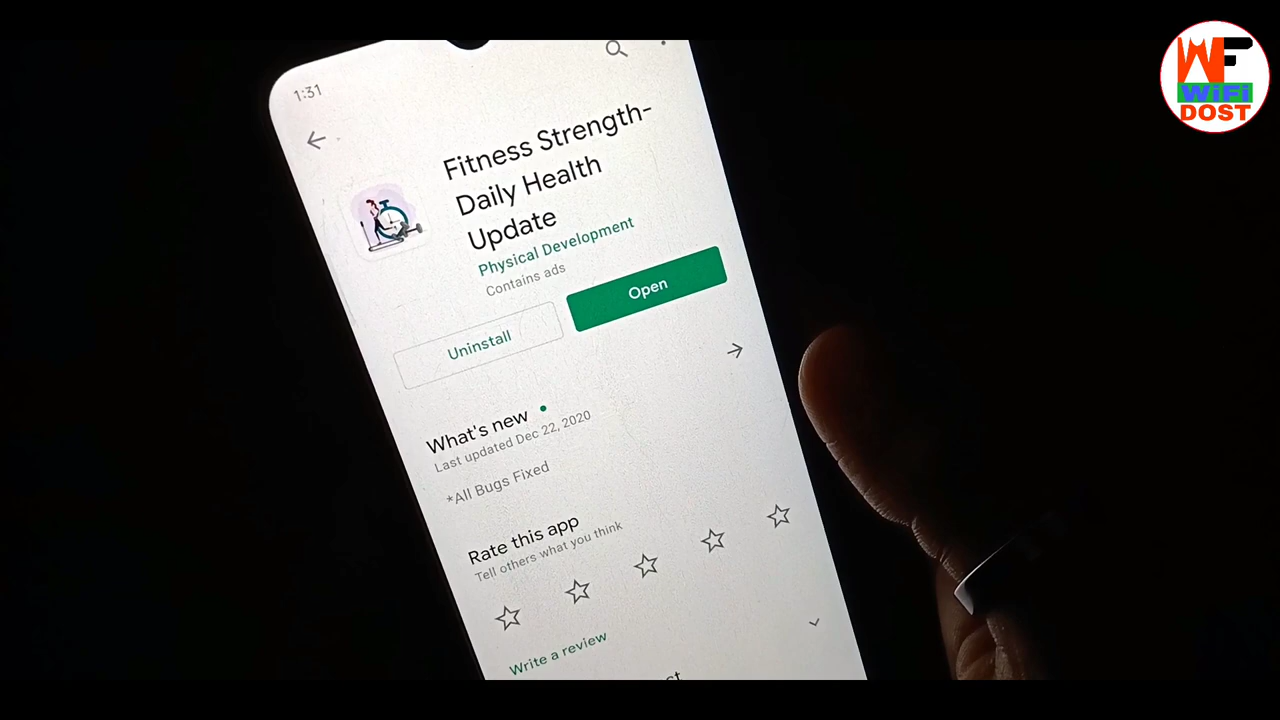 WF
WiFi
DOST
1:31
Fitness Strength-
Daily Health
Update
Physical Development
Contains ads
Uninstall
Open
What's new
Last updated Dec 22, 2020
*All Bugs Fixed
Rate this app
Tell others what you think
Write a review